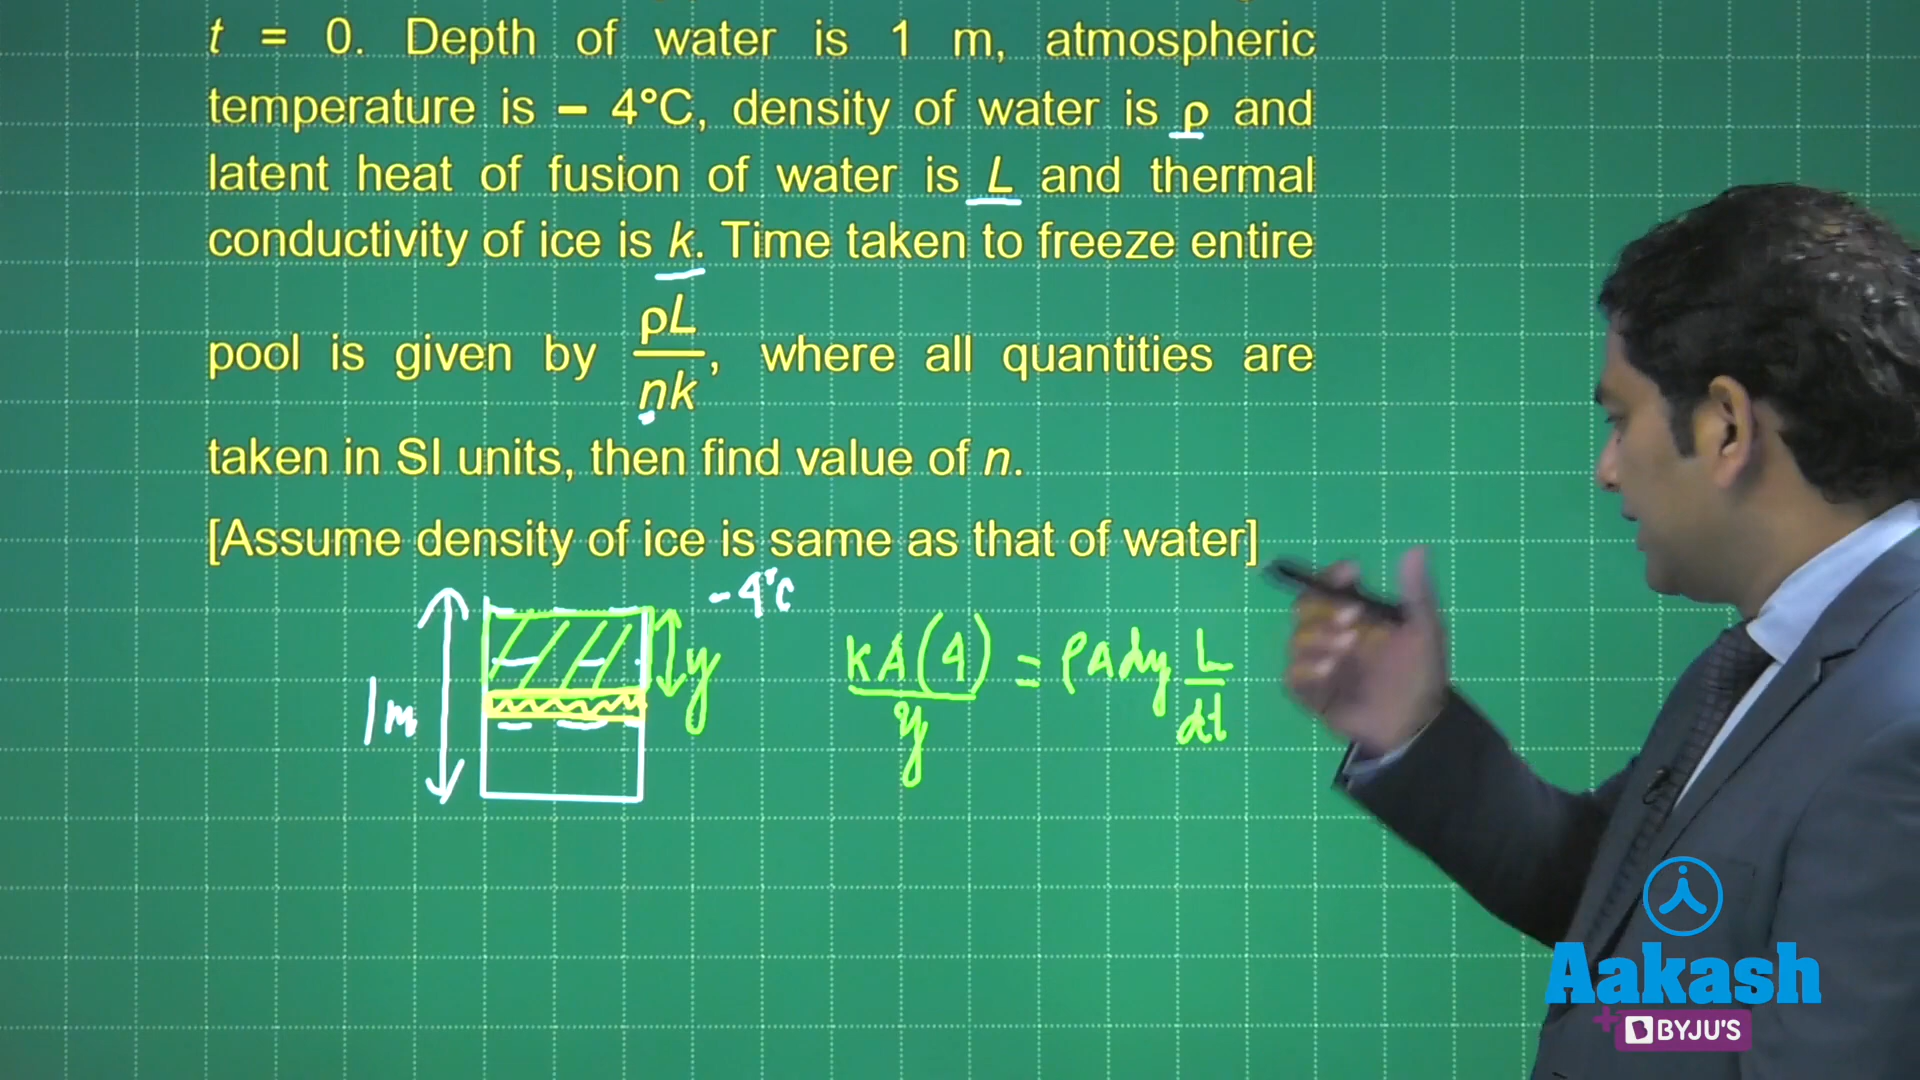 t = 0. Depth of water is 1 m, atmospheric
temperature is – 4°C, density of water is ρ and
latent heat of fusion of water is L and thermal
conductivity of ice is k. Time taken to freeze entire
pool is given by ρL/nk, where all quantities are
taken in SI units, then find value of n.
[Assume density of ice is same as that of water]
-4°C
1m
y
KA(4)/y = ρAdy L/dt
Aakash
+ B BYJU'S